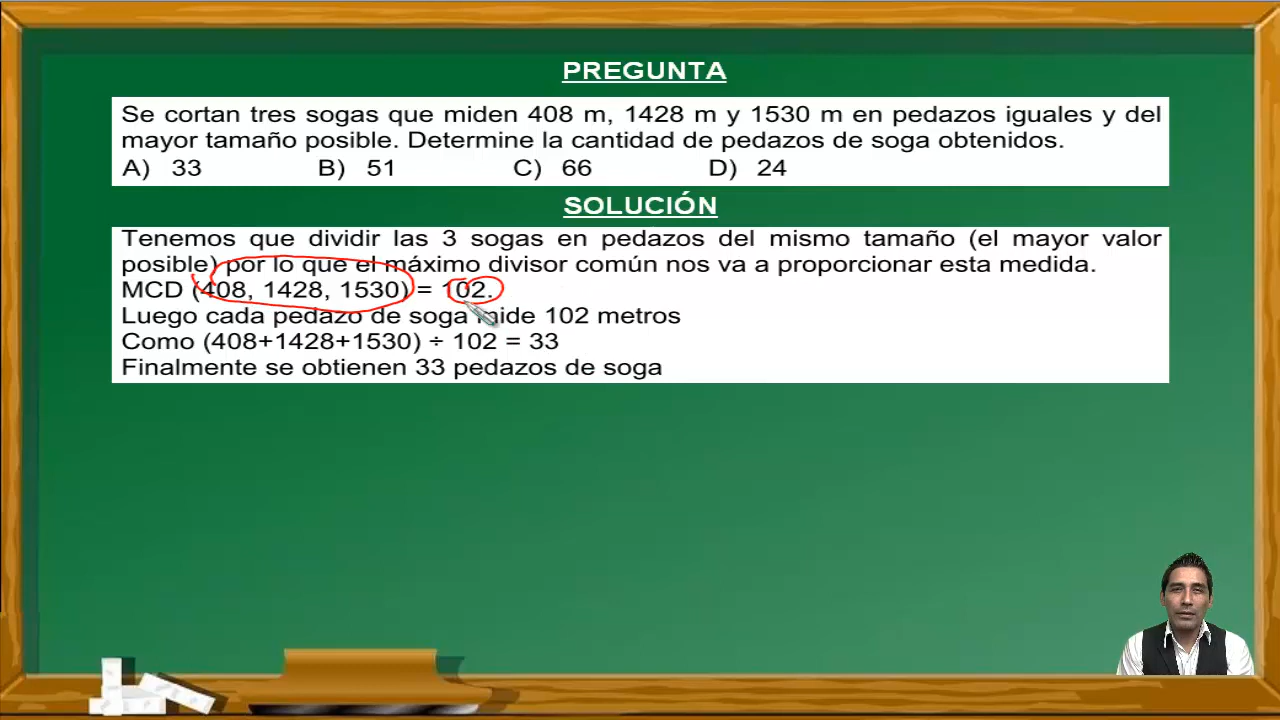 PREGUNTA
Se cortan tres sogas que miden 408 m, 1428 m y 1530 m en pedazos iguales y del
mayor tamaño posible. Determine la cantidad de pedazos de soga obtenidos.
A) 33 B) 51 C) 66 D) 24
SOLUCIÓN
Tenemos que dividir las 3 sogas en pedazos del mismo tamaño (el mayor valor
posible) por lo que el máximo divisor común nos va a proporcionar esta medida.
MCD (408, 1428, 1530) = 102.
Luego cada pedazo de soga mide 102 metros
Como (408+1428+1530) ÷ 102 = 33
Finalmente se obtienen 33 pedazos de soga